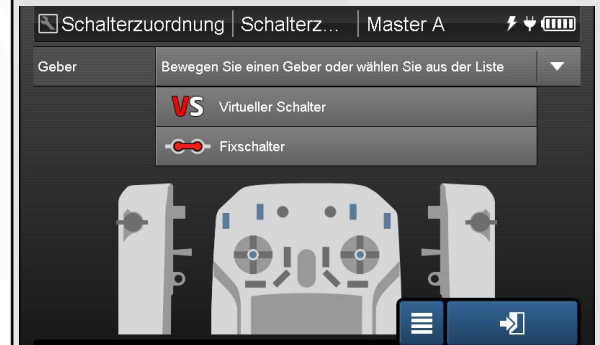 Schalterzuordnung Schalterz... Master A
Geber Bewegen Sie einen Geber oder wählen Sie aus der Liste
VS Virtueller Schalter
Fixschalter